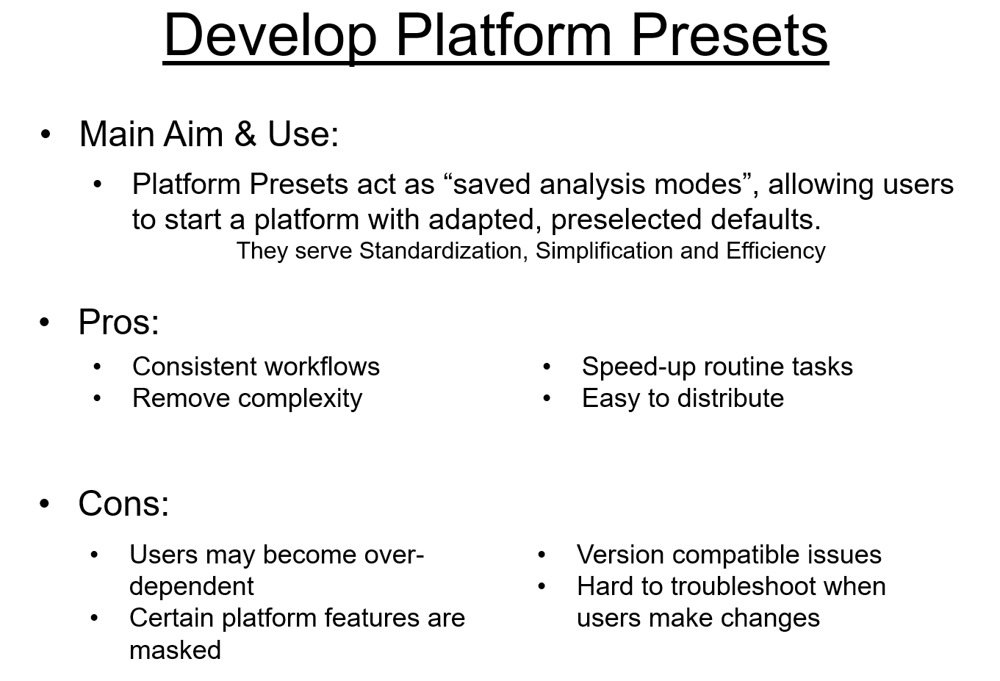 Develop Platform Presets
• Main Aim & Use:
• Platform Presets act as “saved analysis modes”, allowing users
to start a platform with adapted, preselected defaults.
They serve Standardization, Simplification and Efficiency
• Pros:
• Consistent workflows
• Remove complexity
• Speed-up routine tasks
• Easy to distribute
• Cons:
• Users may become over-
dependent
• Certain platform features are
masked
• Version compatible issues
• Hard to troubleshoot when
users make changes